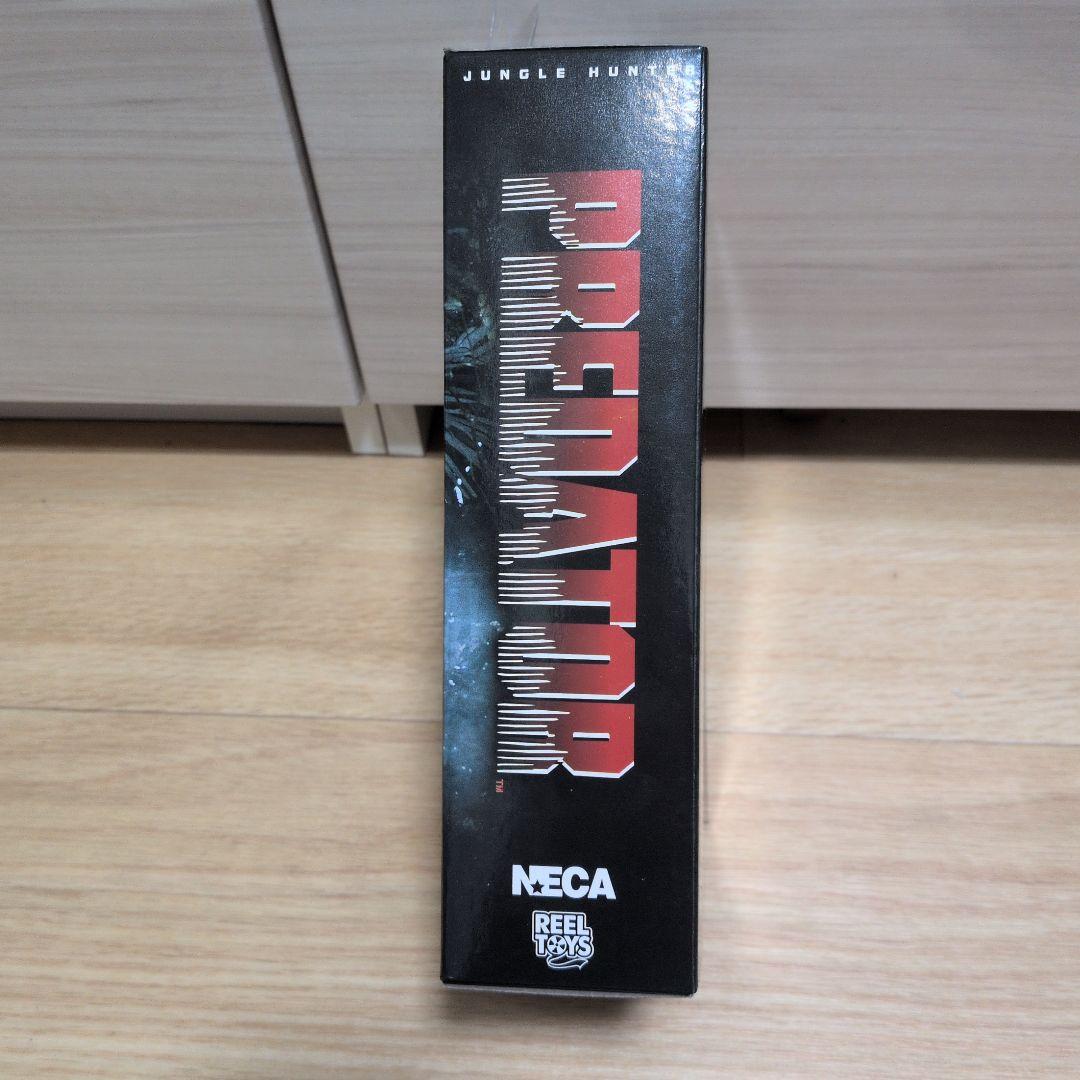 JUNGLE HUNTER
PREDATOR
TM
NECA
REEL
TOYS